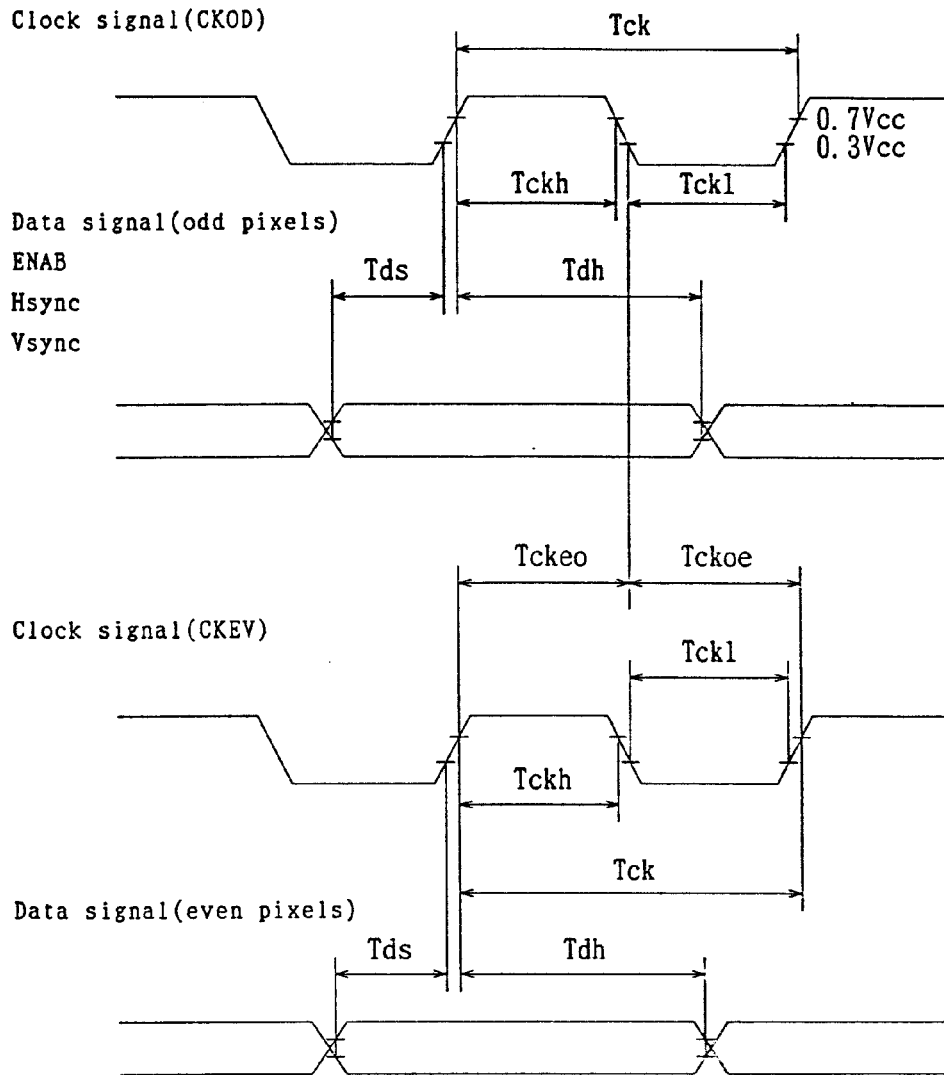 Clock signal(CKOD)
Tck
0.7Vcc
0.3Vcc
Tckh
Tckl
Data signal(odd pixels)
ENAB
Hsync
Vsync
Tds
Tdh
Tckeo
Tckoe
Clock signal(CKEV)
Tckl
Tckh
Tck
Data signal(even pixels)
Tds
Tdh